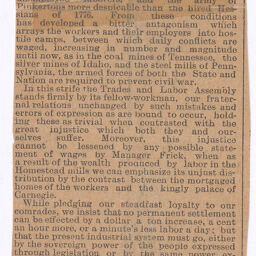 Pinkertons more despicable than the hired Hes-
sians of 1776. From these conditions
has developed a bitter antagonism which
arrays the workers and their employers into hos-
tile camps, between which daily conflicts are
waged, increasing in number and magnitude
until now, as in the coal mines of Tennessee, the
silver mines of Idaho, and the steel mills of Penn-
sylvania, the armed forces of both the State and
Nation are required to prevent civil war.
In this strife the Trades and Labor Assembly
stands firmly by its fellow-workman, our frater-
nal relations unchanged by such mistakes and
errors of expression as are bound to occur, hold-
ing these as trivial when contrasted with the
great injustice which both they and our-
selves suffer. Moreover, this injustice
cannot be lessened by any possible state-
ment of wages by Manager Frick, when as
a result of the wealth produced by labor in the
Homestead mills we can emphasize its unjust dis-
tribution by the contrast between the mortgaged
homes of the workers and the kingly palace of
Carnegie.
While pledging our steadfast loyalty to our
comrades, we insist that no permanent settlement
can be effected by a dollar a ton increase, a cent
an hour more, or a minute's less labor a day; but
that the present industrial system must go, either
by the sovereign power of the people expressed
through legislation or by the same power ex-